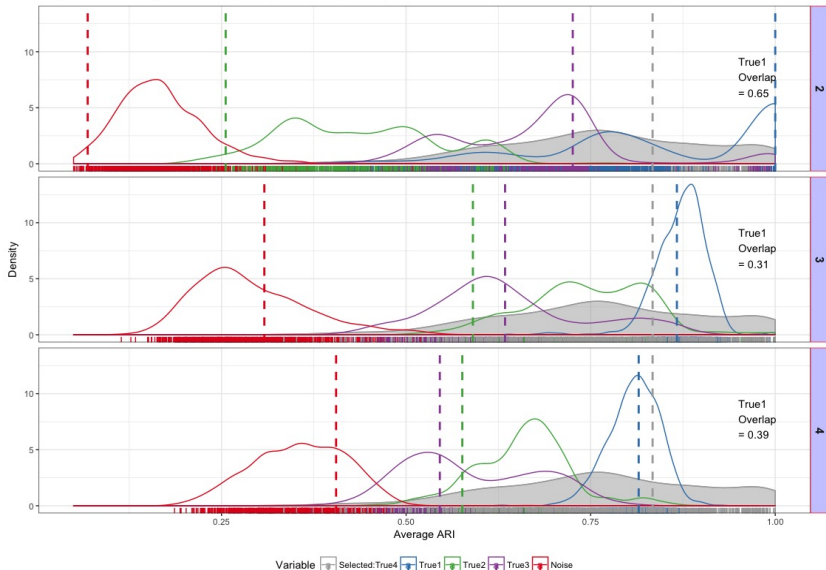 10
5
0
True1
Overlap
= 0.65
2
10
5
0
True1
Overlap
= 0.31
3
Density
10
5
0
True1
Overlap
= 0.39
4
0.25 0.50 0.75 1.00
Average ARI
Variable Selected:True4 True1 True2 True3 Noise